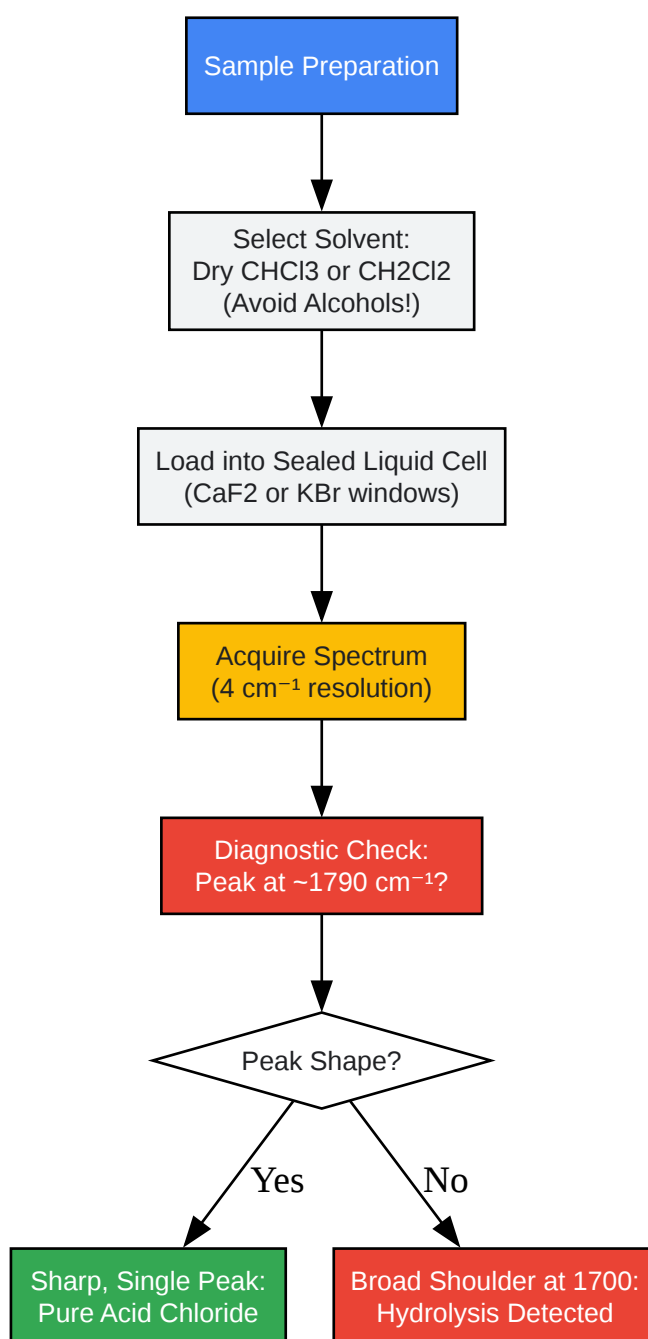 Sample Preparation
Select Solvent:
Dry CHCl3 or CH2Cl2
(Avoid Alcohols!)
Load into Sealed Liquid Cell
(CaF2 or KBr windows)
Acquire Spectrum
(4 cm⁻¹ resolution)
Diagnostic Check:
Peak at ~1790 cm⁻¹?
Peak Shape?
Yes
No
Sharp, Single Peak:
Pure Acid Chloride
Broad Shoulder at 1700:
Hydrolysis Detected